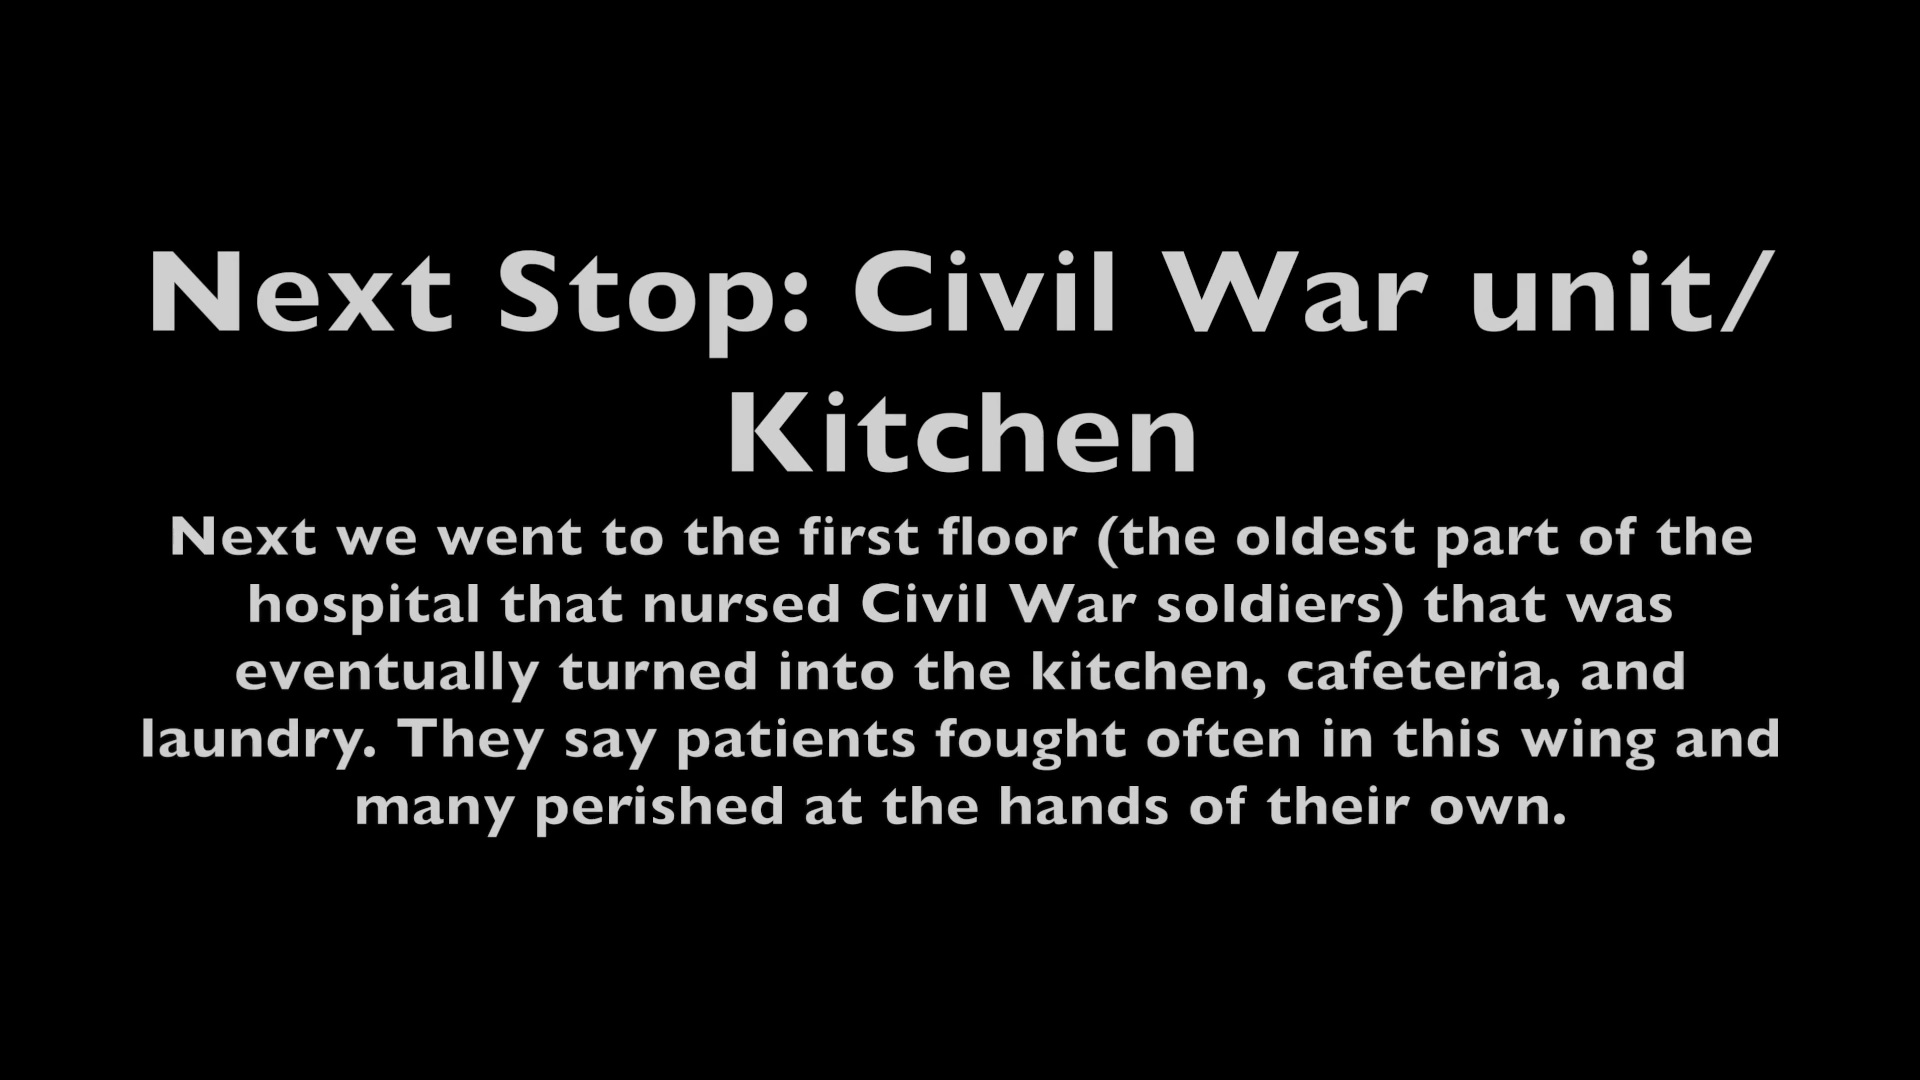 Next Stop: Civil War unit/
Kitchen
Next we went to the first floor (the oldest part of the
hospital that nursed Civil War soldiers) that was
eventually turned into the kitchen, cafeteria, and
laundry. They say patients fought often in this wing and
many perished at the hands of their own.